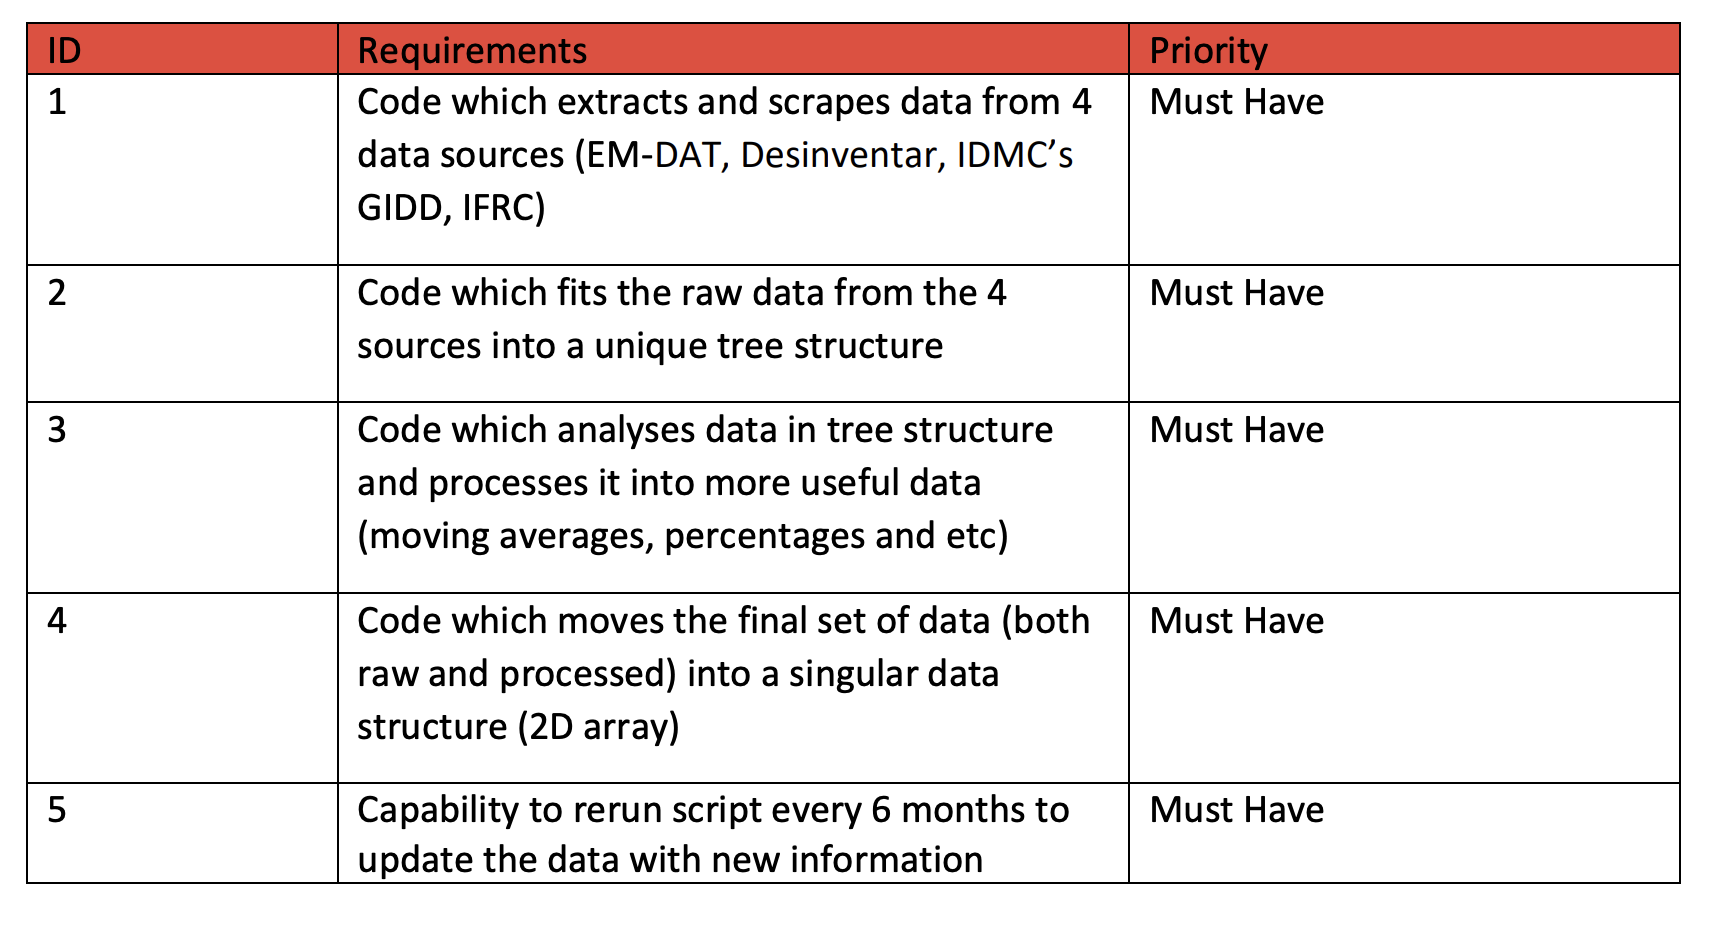 ID Requirements Priority
1 Code which extracts and scrapes data from 4 Must Have
data sources (EM-DAT, Desinventar, IDMC’s
GIDD, IFRC)
2 Code which fits the raw data from the 4 Must Have
sources into a unique tree structure
3 Code which analyses data in tree structure Must Have
and processes it into more useful data
(moving averages, percentages and etc)
4 Code which moves the final set of data (both Must Have
raw and processed) into a singular data
structure (2D array)
5 Capability to rerun script every 6 months to Must Have
update the data with new information